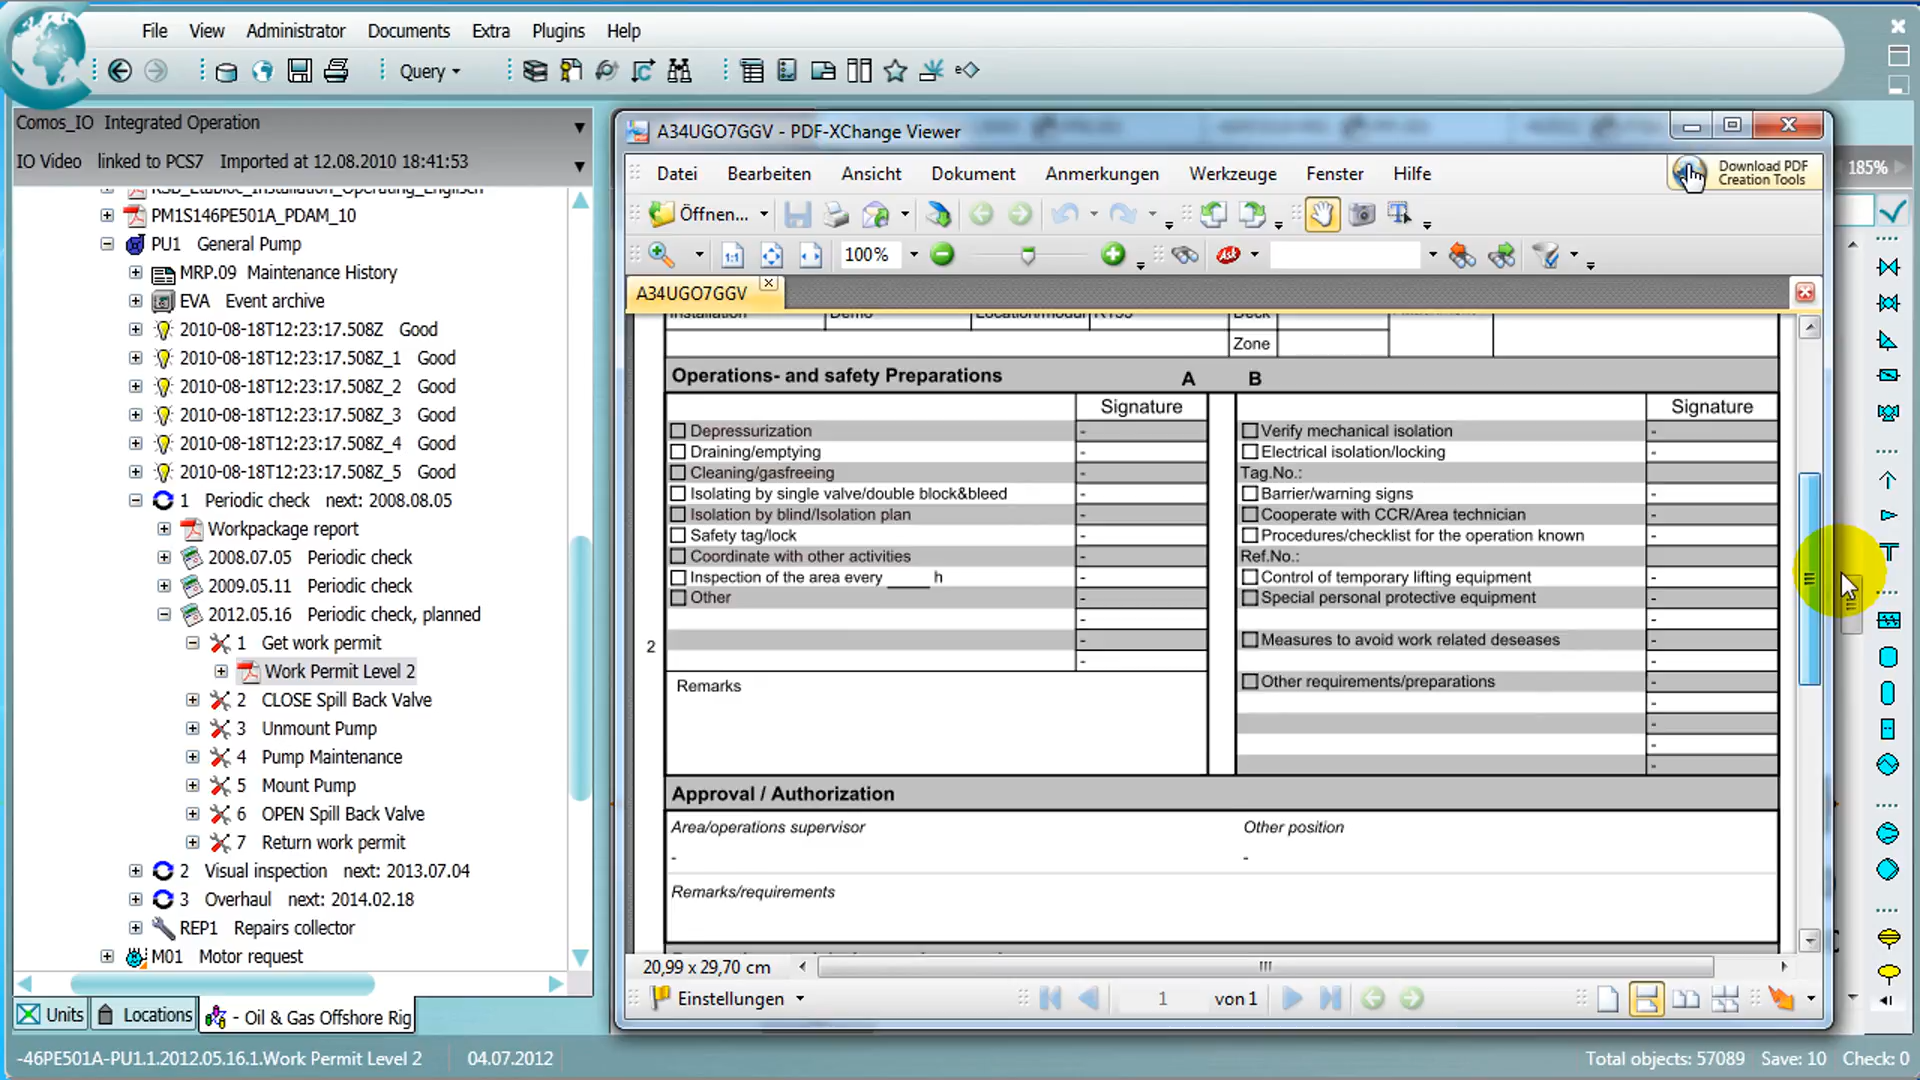 File View Administrator Documents Extra Plugins Help
Query
Comos_IO Integrated Operation
IO Video linked to PCS7 Imported at 12.08.2010 18:41:53
KSB_Etabloc_Installation_Operating_Englisch
PM1S146PE501A_PDAM_10
PU1 General Pump
MRP.09 Maintenance History
EVA Event archive
2010-08-18T12:23:17.508Z Good
2010-08-18T12:23:17.508Z_1 Good
2010-08-18T12:23:17.508Z_2 Good
2010-08-18T12:23:17.508Z_3 Good
2010-08-18T12:23:17.508Z_4 Good
2010-08-18T12:23:17.508Z_5 Good
1 Periodic check next: 2008.08.05
Workpackage report
2008.07.05 Periodic check
2009.05.11 Periodic check
2012.05.16 Periodic check, planned
1 Get work permit
Work Permit Level 2
2 CLOSE Spill Back Valve
3 Unmount Pump
4 Pump Maintenance
5 Mount Pump
6 OPEN Spill Back Valve
7 Return work permit
2 Visual inspection next: 2013.07.04
3 Overhaul next: 2014.02.18
REP1 Repairs collector
M01 Motor request
Units Locations - Oil & Gas Offshore Rig
-46PE501A-PU1.1.2012.05.16.1.Work Permit Level 2 04.07.2012
Total objects: 57089 Save: 10 Check: 0
A34UGO7GGV - PDF-XChange Viewer
Datei Bearbeiten Ansicht Dokument Anmerkungen Werkzeuge Fenster Hilfe
Download PDF
Creation Tools
185%
Öffnen...
1:1 100% Ask
A34UGO7GGV
Installation Demo Location/modul R133 Deck
Zone
Operations- and safety Preparations A B
Signature Signature
Depressurization - Verify mechanical isolation -
Draining/emptying - Electrical isolation/locking -
Cleaning/gasfreeing - Tag.No.:
Isolating by single valve/double block&bleed - Barrier/warning signs -
Isolation by blind/Isolation plan - Cooperate with CCR/Area technician -
Safety tag/lock - Procedures/checklist for the operation known -
Coordinate with other activities - Ref.No.:
Inspection of the area every _____ h - Control of temporary lifting equipment -
Other - Special personal protective equipment -
- -
2 - Measures to avoid work related deseases -
- -
Remarks Other requirements/preparations -
-
-
-
-
Approval / Authorization
Area/operations supervisor Other position
- -
Remarks/requirements
20,99 x 29,70 cm
Einstellungen 1 von 1